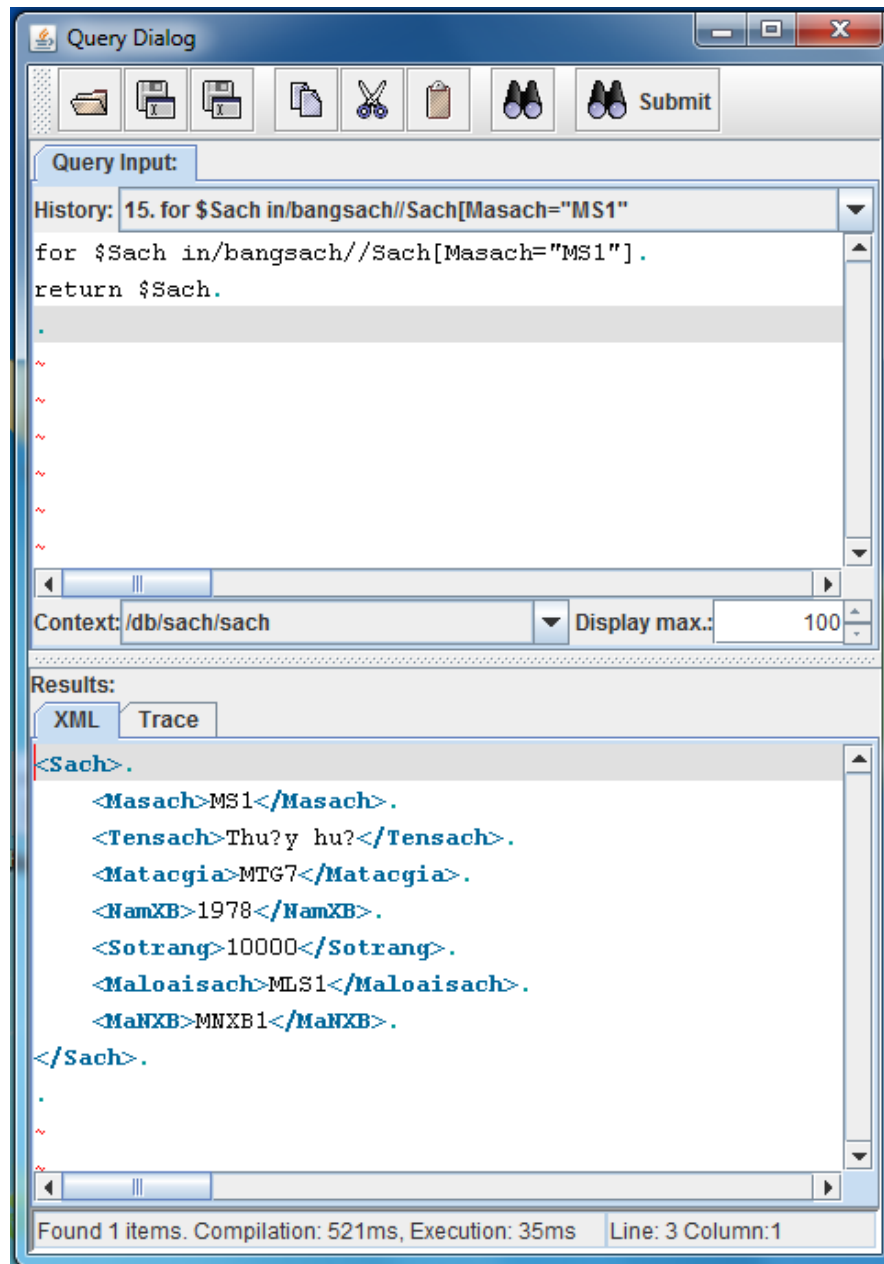 Query Dialog
Submit
Query Input:
History: 15. for $Sach in/bangsach//Sach[Masach="MS1"
for $Sach in/bangsach//Sach[Masach="MS1"].
return $Sach.
.
~
~
~
~
~
~
Context: /db/sach/sach Display max.: 100
Results:
XML Trace
<Sach>.
<Masach>MS1</Masach>.
<Tensach>Thu?y hu?</Tensach>.
<Matacgia>MTG7</Matacgia>.
<NamXB>1978</NamXB>.
<Sotrang>10000</Sotrang>.
<Maloaisach>MLS1</Maloaisach>.
<MaNXB>MNXB1</MaNXB>.
</Sach>.
.
~
~
Found 1 items. Compilation: 521ms, Execution: 35ms Line: 3 Column:1